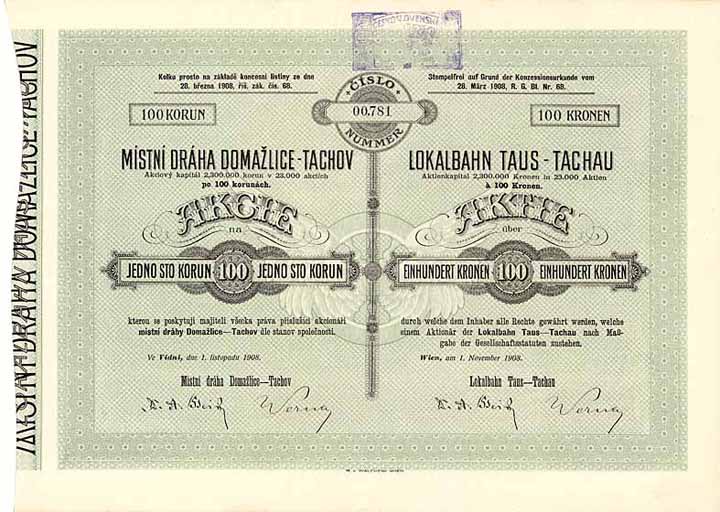 ČESKOSLOVENSKÝ
Kolku prosto na základě koncesní listiny ze dne
28. března 1908, říš. zák. čís. 68.
100 KORUN
MÍSTNÍ DRÁHA DOMAŽLICE-TACHOV
Akciový kapitál 2,300.000 korun v 23.000 akciích
po 100 korunách.
AKCIE
na
JEDNO STO KORUN 100 JEDNO STO KORUN
kterou se poskytují majiteli všecka práva příslušící akcionáři
místní dráhy Domažlice—Tachov dle stanov společnosti.
Ve Vídni, dne 1. listopadu 1908.
Místní dráha Domažlice—Tachov
ČÍSLO
00.781
NUMMER
Stempelfrei auf Grund der Konzessionsurkunde vom
28. März 1908, R. G. Bl. Nr. 68.
100 KRONEN
LOKALBAHN TAUS - TACHAU
Aktienkapital 2,300.000 Kronen in 23.000 Aktien
à 100 Kronen.
AKTIE
über
EINHUNDERT KRONEN 100 EINHUNDERT KRONEN
durch welche dem Inhaber alle Rechte gewährt werden, welche
einem Aktionär der Lokalbahn Taus—Tachau nach Maß-
gabe der Gesellschaftsstatuten zustehen.
Wien, am 1. November 1908.
Lokalbahn Taus—Tachau
MÍSTNÍ DRÁHA DOMAŽLICE-TACHOV